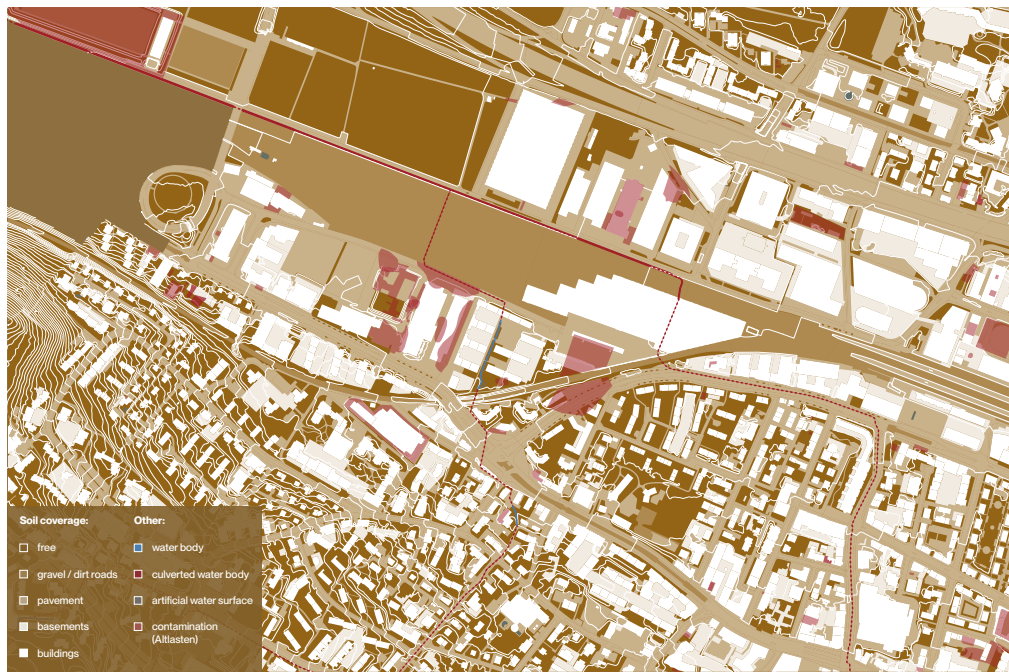 Soil coverage:
free
gravel / dirt roads
pavement
basements
buildings
Other:
water body
culverted water body
artificial water surface
contamination
(Altlasten)